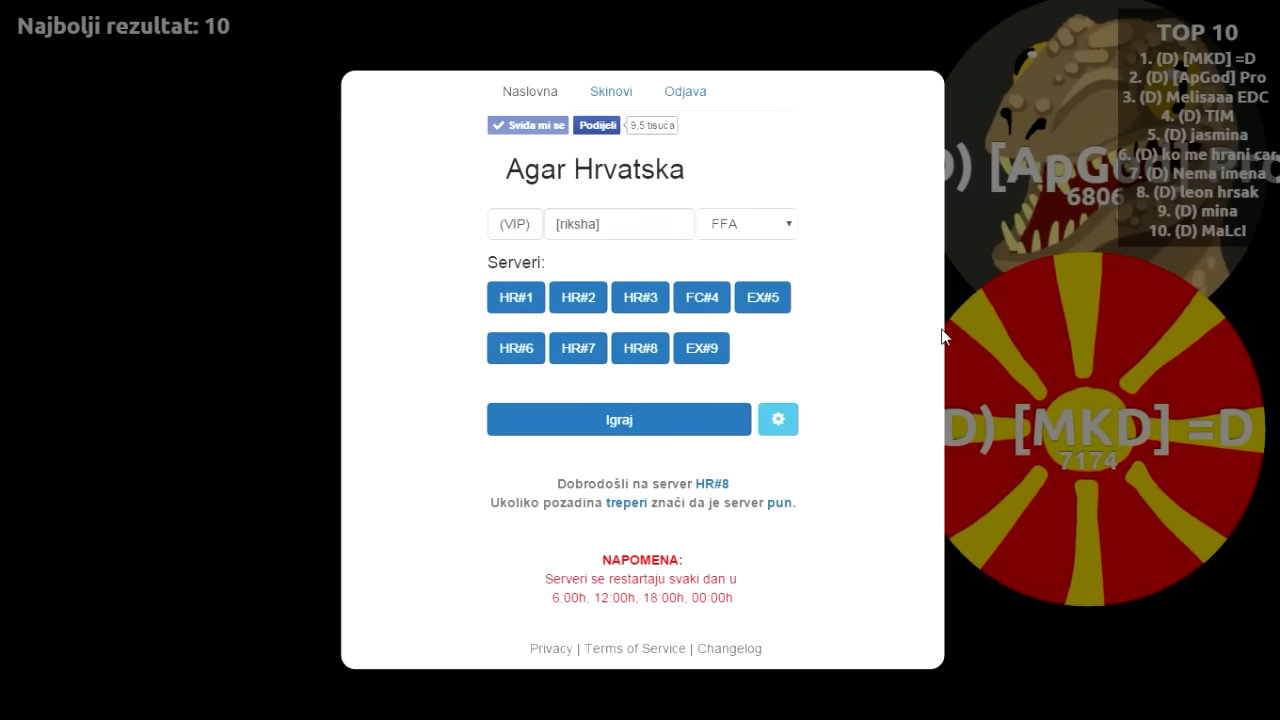 Najbolji rezultat: 10
Naslovna Skinovi Odjava
Sviđa mi se Podijeli 9,5 tisuća
Agar Hrvatska
(VIP) [riksha] FFA
Serveri:
HR#1 HR#2 HR#3 FC#4 EX#5
HR#6 HR#7 HR#8 EX#9
Igraj
Dobrodošli na server HR#8
Ukoliko pozadina treperi znači da je server pun.
NAPOMENA:
Serveri se restartaju svaki dan u
6:00h, 12:00h, 18:00h, 00:00h
Privacy | Terms of Service | Changelog
TOP 10
1. (D) [MKD] =D
2. (D) [ApGod] Pro
3. (D) Melisaaa EDC
4. (D) TIM
5. (D) jasmina
6. (D) ko me hrani car
7. (D) Nema imena
8. (D) leon hrsak
9. (D) mina
10. (D) MaLcI
) [ApGod] Pro
6806
D) [MKD] =D
7174